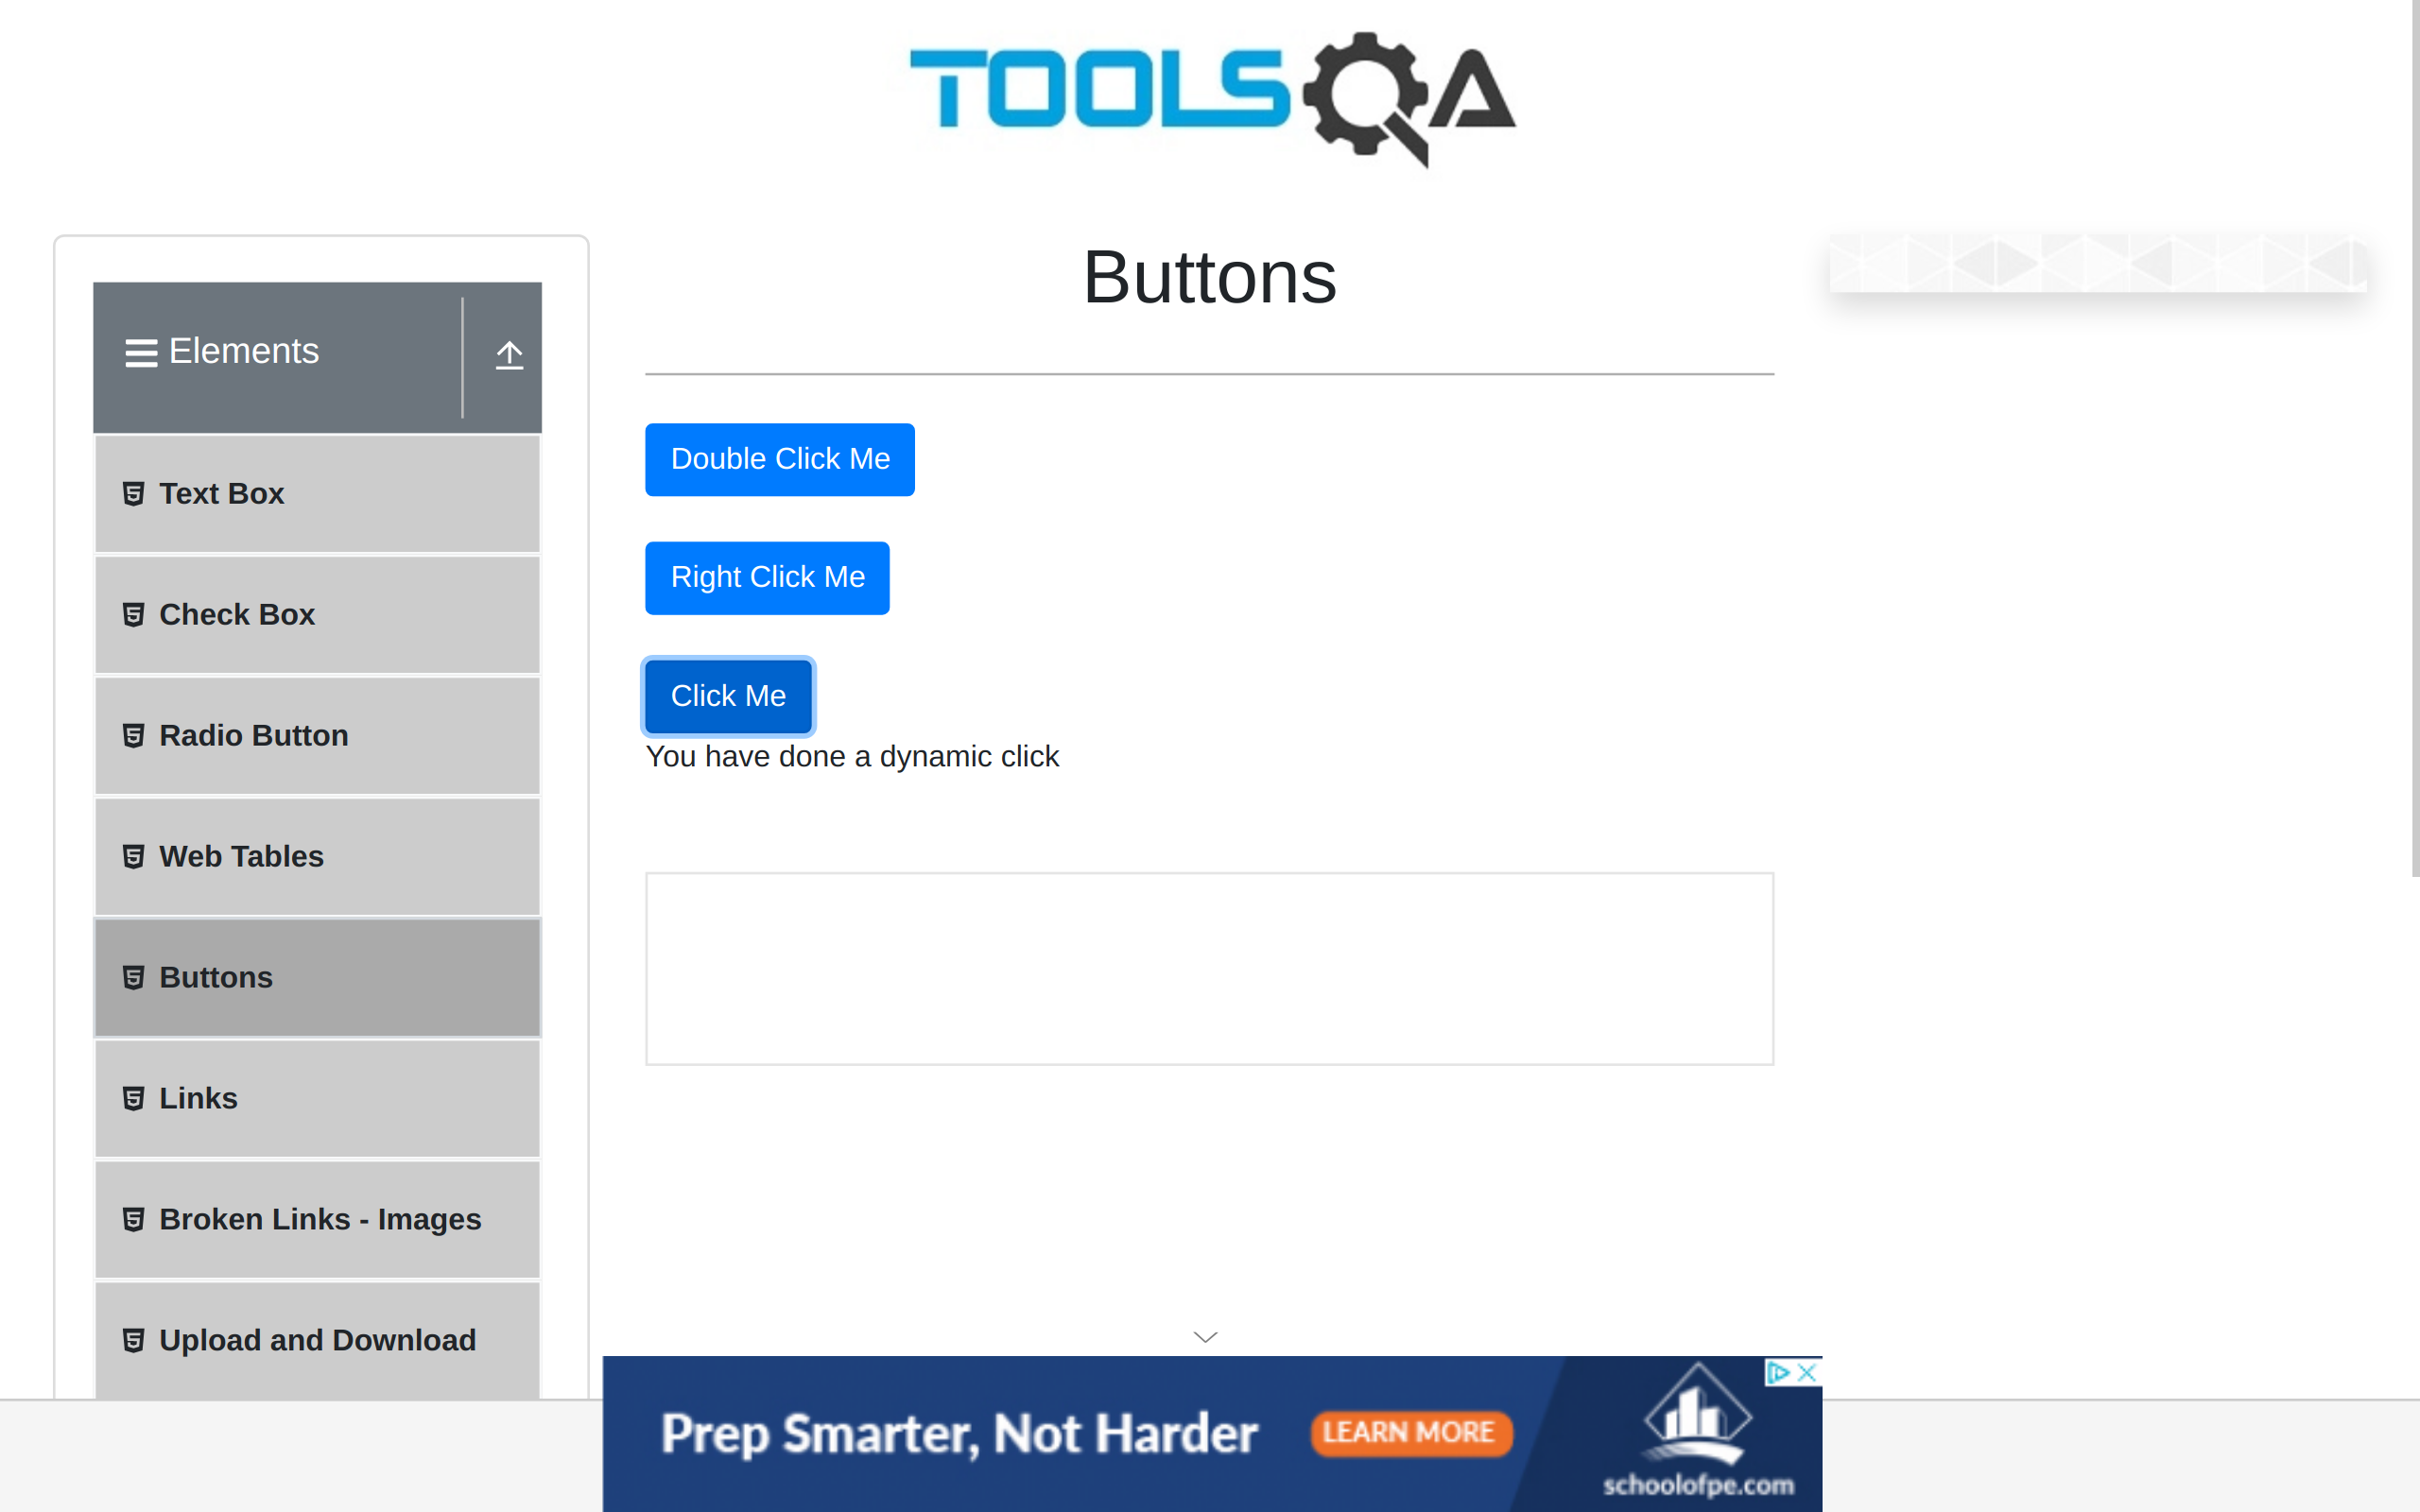 TOOLSQA
Elements
Text Box
Check Box
Radio Button
Web Tables
Buttons
Links
Broken Links - Images
Upload and Download
Buttons
Double Click Me
Right Click Me
Click Me
You have done a dynamic click
Prep Smarter, Not Harder
LEARN MORE
schoolofpe.com